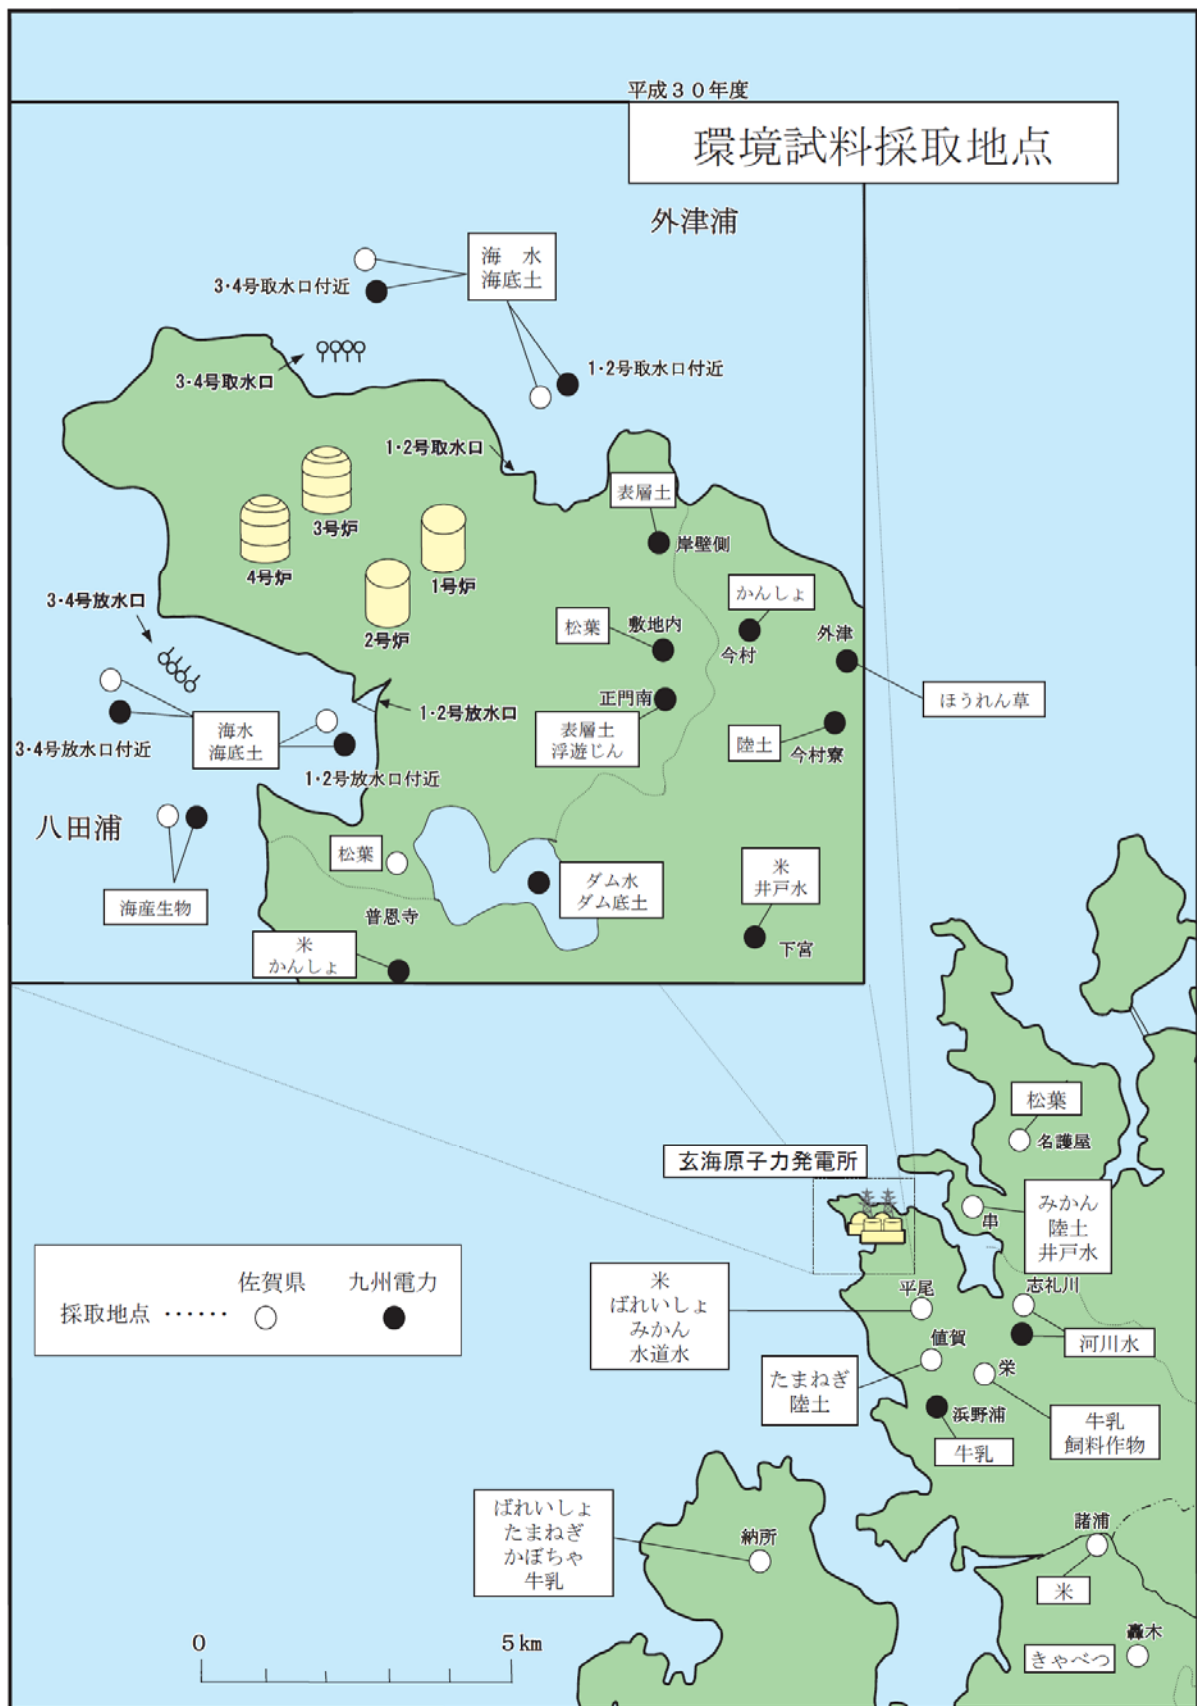 平成30年度
環境試料採取地点
外津浦
海 水
海底土
3・4号取水口付近
1・2号取水口付近
3・4号取水口
1・2号取水口
表層土
岸壁側
3号炉
4号炉
1号炉
2号炉
かんしょ
今村
松葉
敷地内
外津
ほうれん草
3・4号放水口
正門南
表層土
浮遊じん
1・2号放水口
陸土
今村寮
海水
海底土
3・4号放水口付近
1・2号放水口付近
八田浦
海産生物
松葉
普恩寺
ダム水
ダム底土
米
井戸水
下宮
米
かんしょ
松葉
名護屋
玄海原子力発電所
串
みかん
陸土
井戸水
佐賀県 九州電力
採取地点 ・・・・・・
米
ばれいしょ
みかん
水道水
平尾
志礼川
河川水
値賀
たまねぎ
陸土
栄
牛乳
飼料作物
浜野浦
牛乳
ばれいしょ
たまねぎ
かぼちゃ
牛乳
納所
諸浦
米
轟木
きゃべつ
0 5km